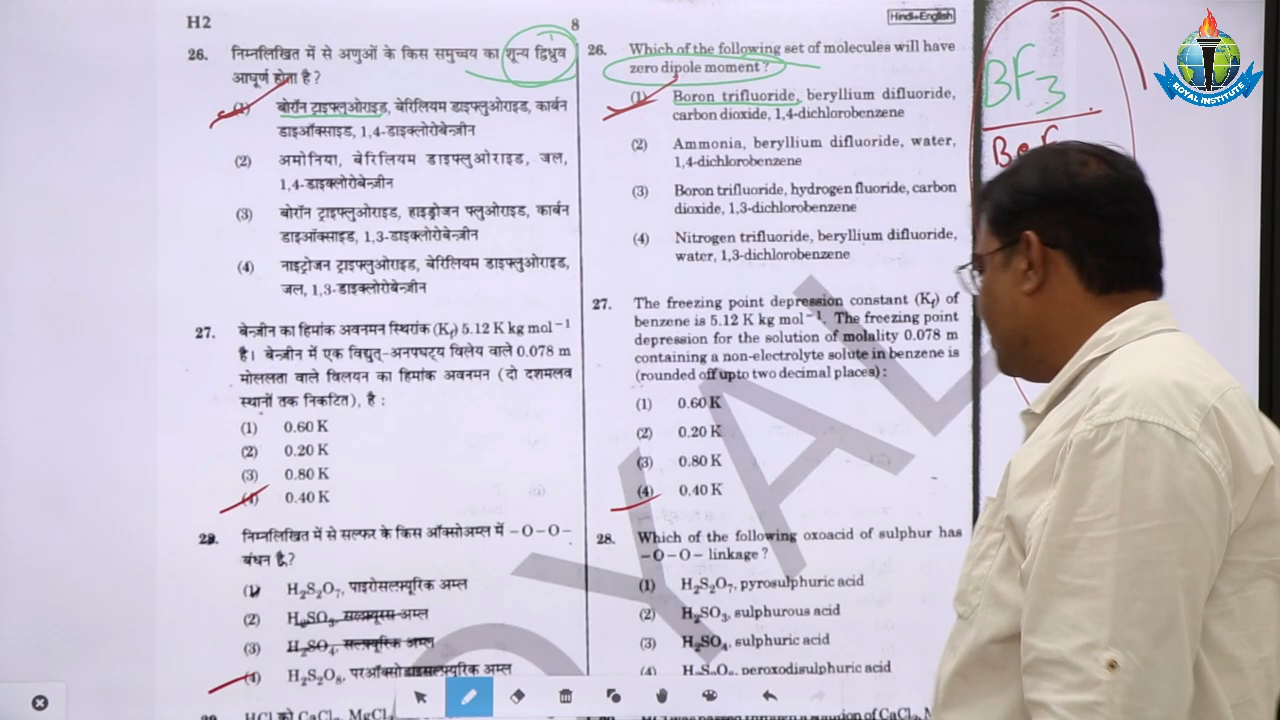 H2
8
Hindi+English
26. निम्नलिखित में से अणुओं के किस समुच्चय का शून्य द्विध्रुव
आघूर्ण होता है ?
बोरॉन ट्राइफ्लुओराइड, बेरिलियम डाइफ्लुओराइड, कार्बन
डाइऑक्साइड, 1,4-डाइक्लोरोबेन्ज़ीन
(2) अमोनिया, बेरिलियम डाइफ्लुओराइड, जल,
1,4-डाइक्लोरोबेन्ज़ीन
(3) बोरॉन ट्राइफ्लुओराइड, हाइड्रोजन फ्लुओराइड, कार्बन
डाइऑक्साइड, 1,3-डाइक्लोरोबेन्ज़ीन
(4) नाइट्रोजन ट्राइफ्लुओराइड, बेरिलियम डाइफ्लुओराइड,
जल, 1,3-डाइक्लोरोबेन्ज़ीन
27. बेन्ज़ीन का हिमांक अवनमन स्थिरांक (Kf) 5.12 K kg mol⁻¹
है। बेन्ज़ीन में एक विद्युत्-अनपघट्य विलेय वाले 0.078 m
मोललता वाले विलयन का हिमांक अवनमन (दो दशमलव
स्थानों तक निकटित), है :
(1) 0.60 K
(2) 0.20 K
(3) 0.80 K
(4) 0.40 K
28. निम्नलिखित में से सल्फर के किस ऑक्सोअम्ल में –O–O–
बंधन है ?
(1) H₂S₂O₇, पाइरोसल्फ्यूरिक अम्ल
(2) H₂SO₃, सल्फ्यूरस अम्ल
(3) H₂SO₄, सल्फ्यूरिक अम्ल
(4) H₂S₂O₈, परऑक्सोडाइसल्फ्यूरिक अम्ल
29. HCl को CaCl₂, MgCl₂
26. Which of the following set of molecules will have
zero dipole moment ?
(1) Boron trifluoride, beryllium difluoride,
carbon dioxide, 1,4-dichlorobenzene
(2) Ammonia, beryllium difluoride, water,
1,4-dichlorobenzene
(3) Boron trifluoride, hydrogen fluoride, carbon
dioxide, 1,3-dichlorobenzene
(4) Nitrogen trifluoride, beryllium difluoride,
water, 1,3-dichlorobenzene
27. The freezing point depression constant (Kf) of
benzene is 5.12 K kg mol⁻¹. The freezing point
depression for the solution of molality 0.078 m
containing a non-electrolyte solute in benzene is
(rounded off upto two decimal places) :
(1) 0.60 K
(2) 0.20 K
(3) 0.80 K
(4) 0.40 K
28. Which of the following oxoacid of sulphur has
–O–O– linkage ?
(1) H₂S₂O₇, pyrosulphuric acid
(2) H₂SO₃, sulphurous acid
(3) H₂SO₄, sulphuric acid
(4) H₂S₂O₈, peroxodisulphuric acid
BF₃
ROYAL INSTITUTE